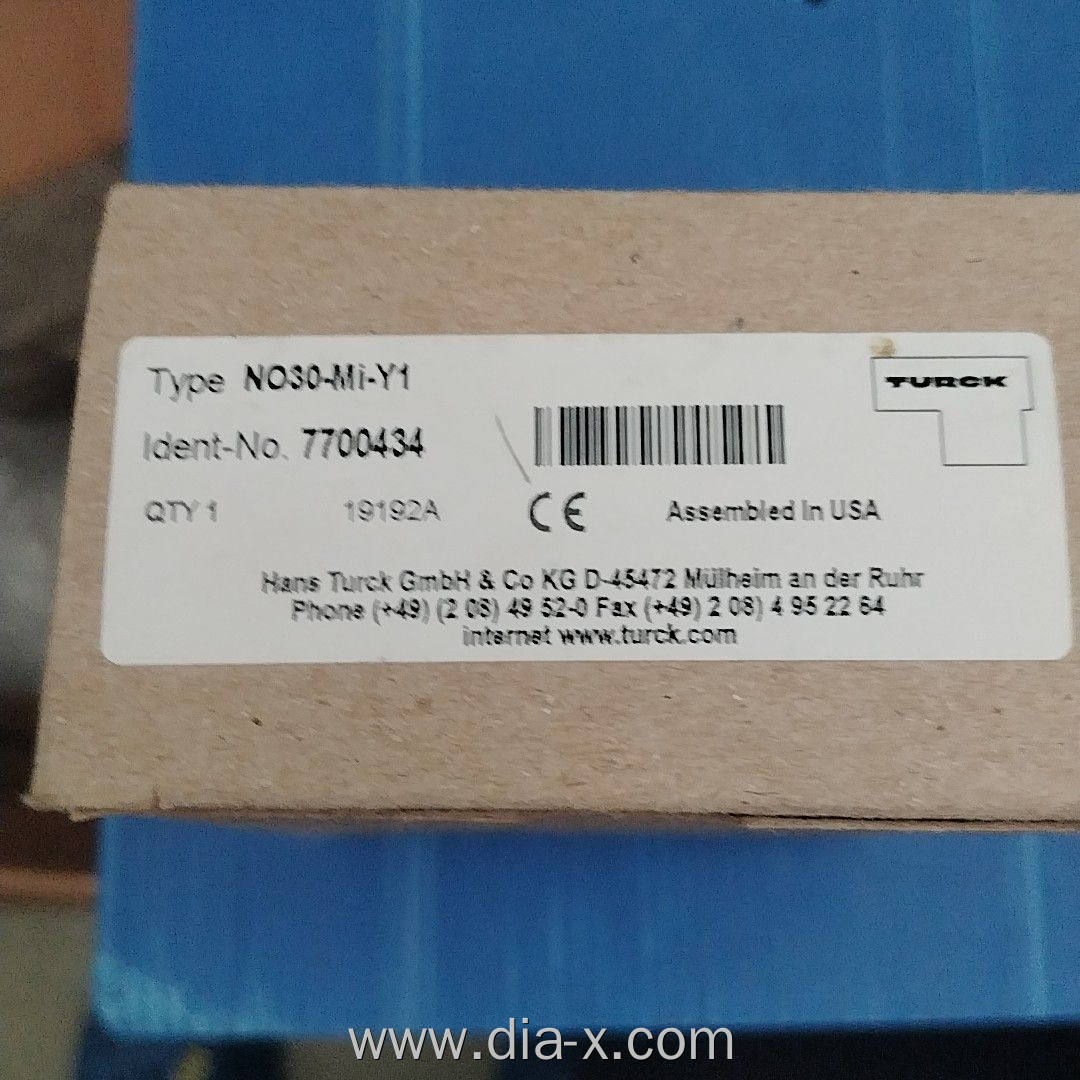 Type NO30-Mi-Y1
TURCK
Ident-No. 7700434
QTY 1 19192A CE Assembled In USA
Hans Turck GmbH & Co KG D-45472 Mülheim an der Ruhr
Phone (+49) (2 08) 49 52-0 Fax (+49) 2 08) 4 95 22 64
internet www.turck.com
www.dia-x.com